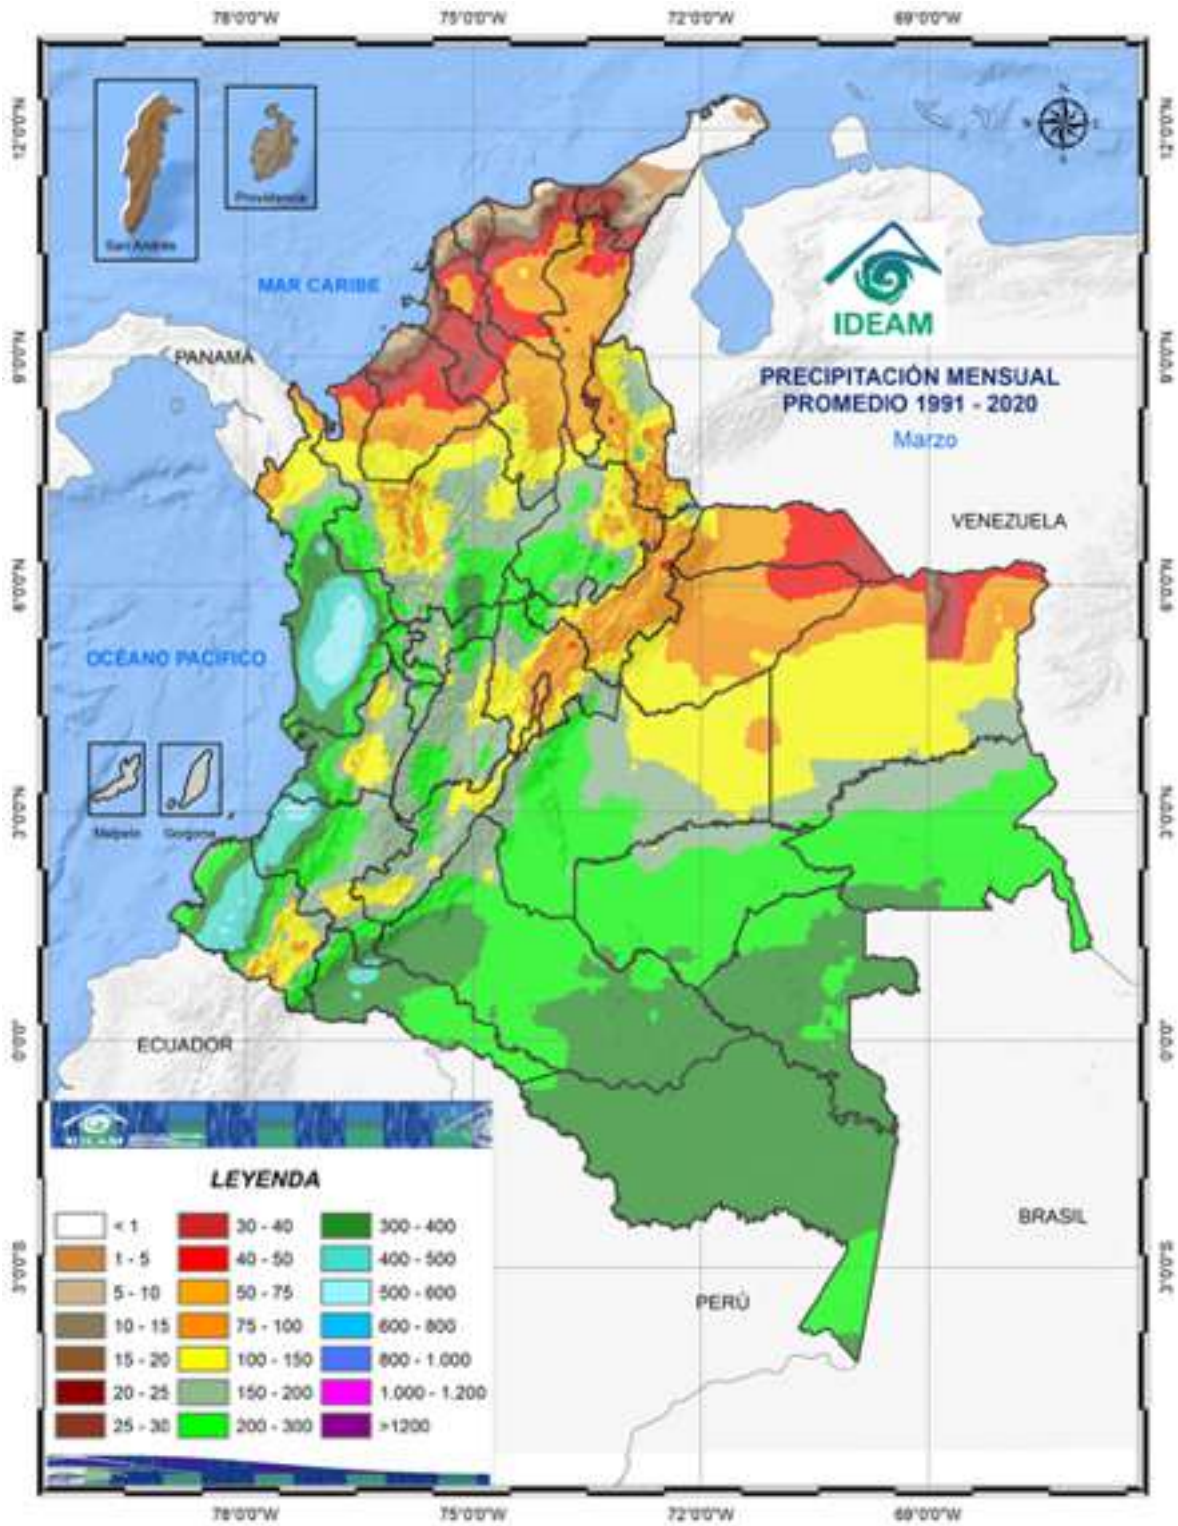 78°0'0"W 75°0'0"W 72°0'0"W 69°0'0"W
12°0'0"N
12°0'0"N
N
San Andrés
Providencia
MAR CARIBE
IDEAM
PANAMÁ
9°0'0"N
9°0'0"N
PRECIPITACIÓN MENSUAL
PROMEDIO 1991 - 2020
Marzo
VENEZUELA
6°0'0"N
6°0'0"N
OCÉANO PACÍFICO
Malpelo
Gorgona
3°0'0"N
3°0'0"N
ECUADOR
0°0'0"
0°0'0"
IDEAM
LEYENDA
< 1
1 - 5
5 - 10
10 - 15
15 - 20
20 - 25
25 - 30
30 - 40
40 - 50
50 - 75
75 - 100
100 - 150
150 - 200
200 - 300
300 - 400
400 - 500
500 - 600
600 - 800
800 - 1.000
1.000 - 1.200
>1200
BRASIL
PERÚ
3°0'0"S
3°0'0"S
78°0'0"W 75°0'0"W 72°0'0"W 69°0'0"W